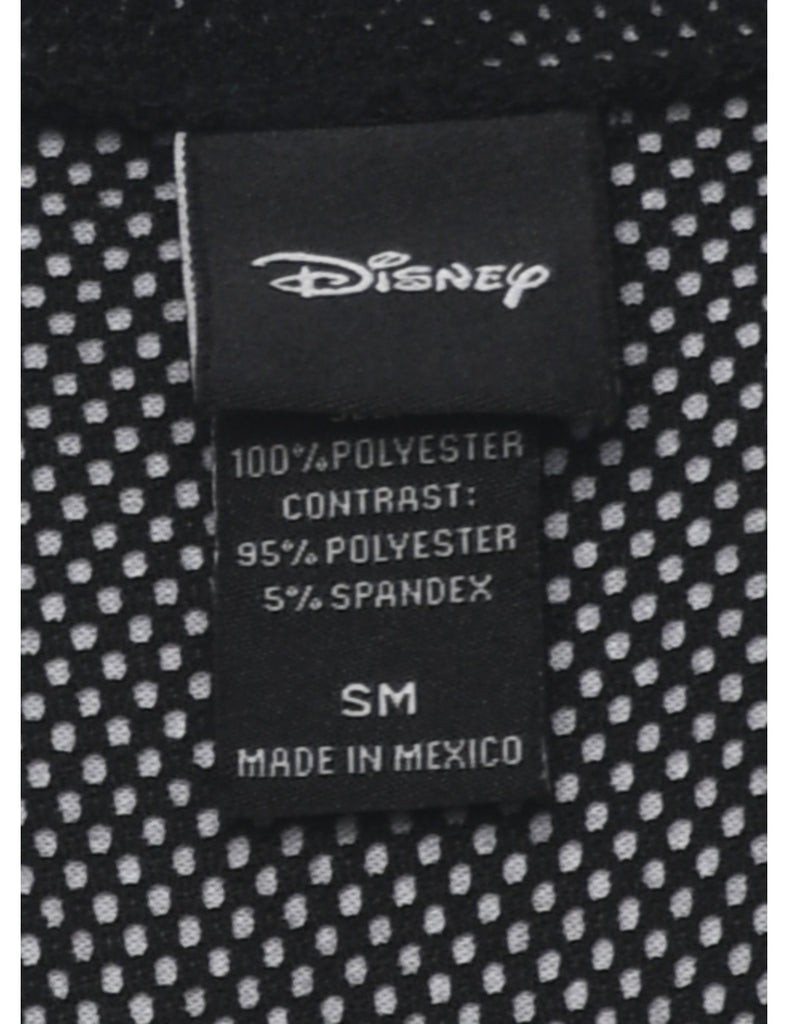 Disney
100%POLYESTER
CONTRAST:
95%POLYESTER
5%SPANDEX
SM
MADE IN MEXICO